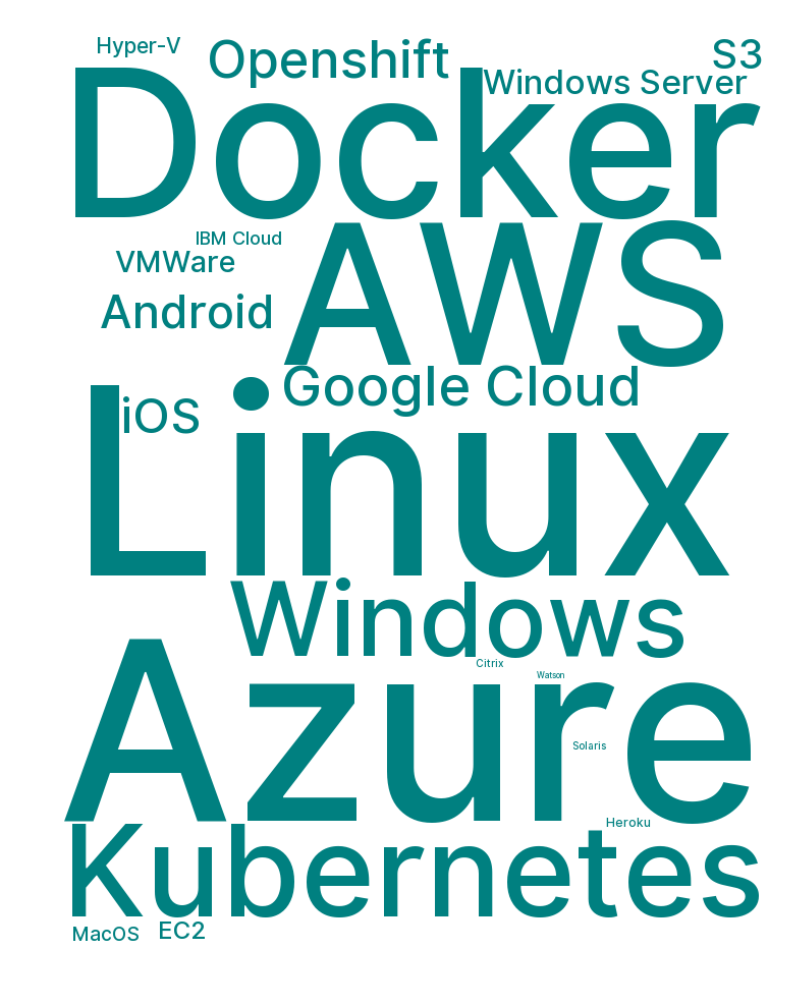 Hyper-V
Openshift
S3
Windows Server
Docker
IBM Cloud
VMWare
AWS
Android
Google Cloud
iOS
Linux
Windows
Citrix
Watson
Azure
Solaris
Heroku
Kubernetes
MacOS
EC2